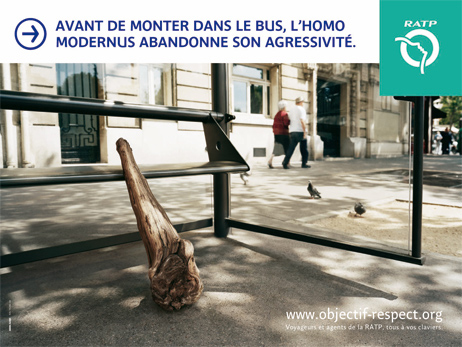 AVANT DE MONTER DANS LE BUS, L'HOMO
MODERNUS ABANDONNE SON AGRESSIVITÉ.
RATP
www.objectif-respect.org
Voyageurs et agents de la RATP, tous à vos claviers.